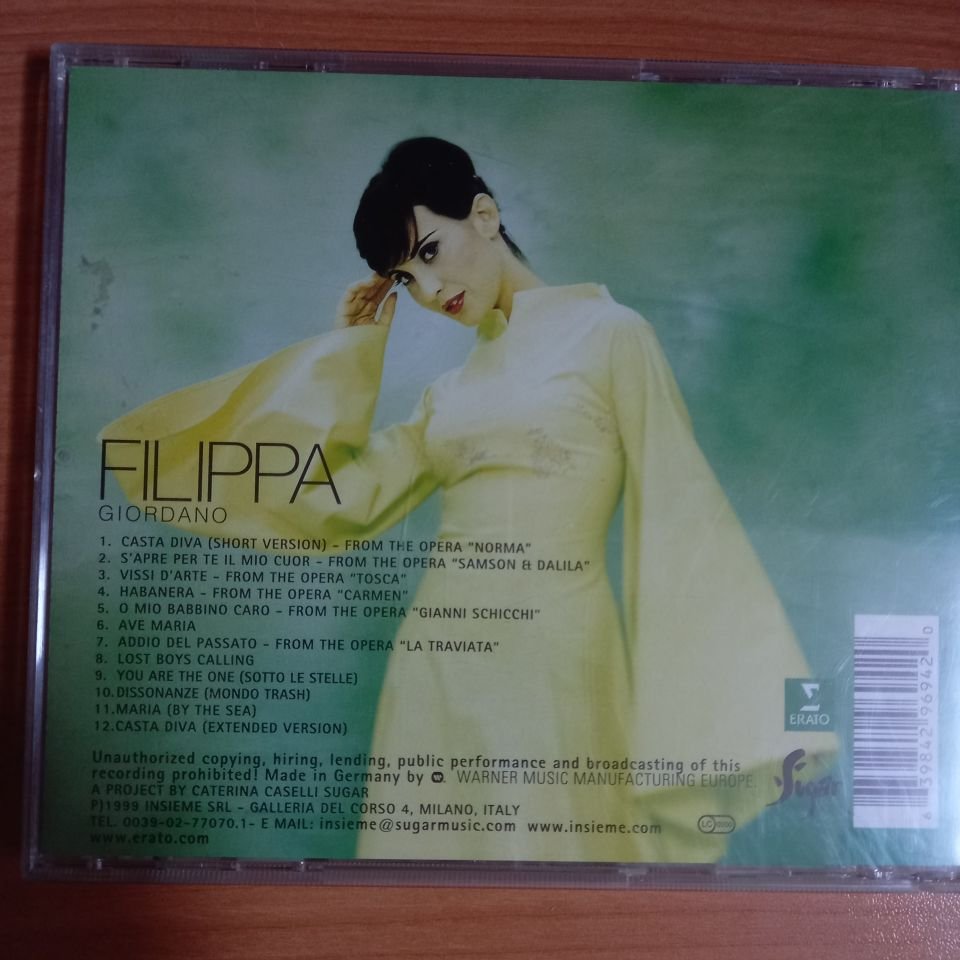 FILIPPA
GIORDANO
1. CASTA DIVA (SHORT VERSION) - FROM THE OPERA "NORMA"
2. S'APRE PER TE IL MIO CUOR - FROM THE OPERA "SAMSON & DALILA"
3. VISSI D'ARTE - FROM THE OPERA "TOSCA"
4. HABANERA - FROM THE OPERA "CARMEN"
5. O MIO BABBINO CARO - FROM THE OPERA "GIANNI SCHICCHI"
6. AVE MARIA
7. ADDIO DEL PASSATO - FROM THE OPERA "LA TRAVIATA"
8. LOST BOYS CALLING
9. YOU ARE THE ONE (SOTTO LE STELLE)
10. DISSONANZE (MONDO TRASH)
11. MARIA (BY THE SEA)
12. CASTA DIVA (EXTENDED VERSION)
Unauthorized copying, hiring, lending, public performance and broadcasting of this
recording prohibited! Made in Germany by WARNER MUSIC MANUFACTURING EUROPE.
A PROJECT BY CATERINA CASELLI SUGAR
P)1999 INSIEME SRL - GALLERIA DEL CORSO 4, MILANO, ITALY
TEL. 0039-02-77070.1- E MAIL: insieme@sugarmusic.com www.insieme.com
www.erato.com
ERATO
Sugar
LC
6 39842 96942 0